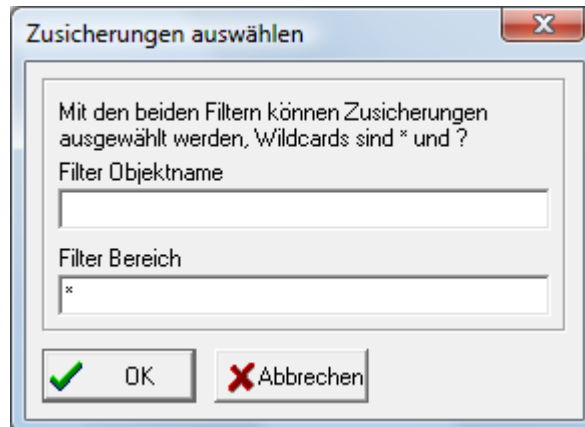 Zusicherungen auswählen
Mit den beiden Filtern können Zusicherungen
ausgewählt werden, Wildcards sind * und ?
Filter Objektname
Filter Bereich
*
OK
Abbrechen